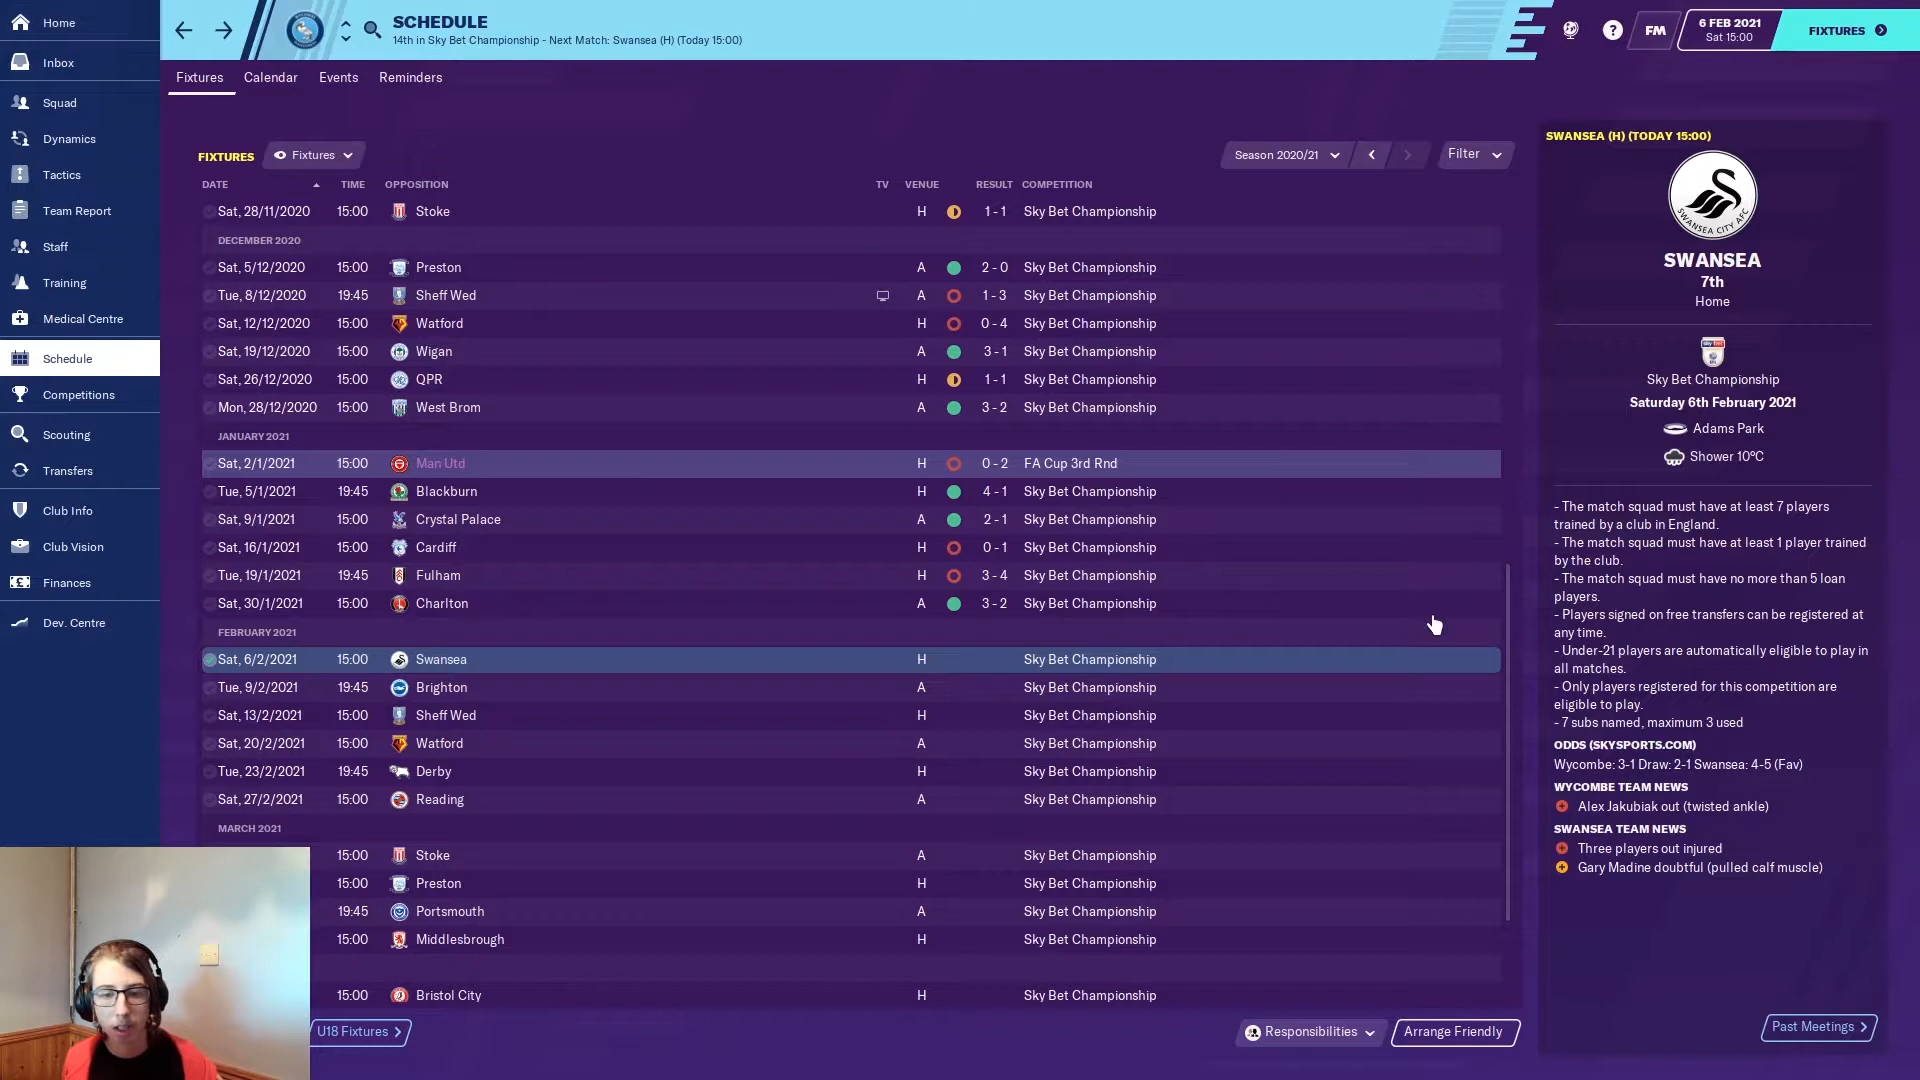 Home
Inbox
Squad
Dynamics
Tactics
Team Report
Staff
Training
Medical Centre
Schedule
Competitions
Scouting
Transfers
Club Info
Club Vision
Finances
Dev. Centre
SCHEDULE
14th in Sky Bet Championship - Next Match: Swansea (H) (Today 15:00)
? FM
6 FEB 2021
Sat 15:00
FIXTURES
Fixtures Calendar Events Reminders
FIXTURES Fixtures Season 2020/21 Filter
DATE TIME OPPOSITION TV VENUE RESULT COMPETITION
Sat, 28/11/2020 15:00 Stoke H 1 - 1 Sky Bet Championship
DECEMBER 2020
Sat, 5/12/2020 15:00 Preston A 2 - 0 Sky Bet Championship
Tue, 8/12/2020 19:45 Sheff Wed A 1 - 3 Sky Bet Championship
Sat, 12/12/2020 15:00 Watford H 0 - 4 Sky Bet Championship
Sat, 19/12/2020 15:00 Wigan A 3 - 1 Sky Bet Championship
Sat, 26/12/2020 15:00 QPR H 1 - 1 Sky Bet Championship
Mon, 28/12/2020 15:00 West Brom A 3 - 2 Sky Bet Championship
JANUARY 2021
Sat, 2/1/2021 15:00 Man Utd H 0 - 2 FA Cup 3rd Rnd
Tue, 5/1/2021 19:45 Blackburn H 4 - 1 Sky Bet Championship
Sat, 9/1/2021 15:00 Crystal Palace A 2 - 1 Sky Bet Championship
Sat, 16/1/2021 15:00 Cardiff H 0 - 1 Sky Bet Championship
Tue, 19/1/2021 19:45 Fulham H 3 - 4 Sky Bet Championship
Sat, 30/1/2021 15:00 Charlton A 3 - 2 Sky Bet Championship
FEBRUARY 2021
Sat, 6/2/2021 15:00 Swansea H Sky Bet Championship
Tue, 9/2/2021 19:45 Brighton A Sky Bet Championship
Sat, 13/2/2021 15:00 Sheff Wed H Sky Bet Championship
Sat, 20/2/2021 15:00 Watford A Sky Bet Championship
Tue, 23/2/2021 19:45 Derby H Sky Bet Championship
Sat, 27/2/2021 15:00 Reading A Sky Bet Championship
MARCH 2021
15:00 Stoke A Sky Bet Championship
15:00 Preston H Sky Bet Championship
19:45 Portsmouth A Sky Bet Championship
15:00 Middlesbrough H Sky Bet Championship
15:00 Bristol City H Sky Bet Championship
U18 Fixtures Responsibilities Arrange Friendly
SWANSEA (H) (TODAY 15:00)
SWANSEA CITY AFC
SWANSEA
7th
Home
sky bet
Sky Bet Championship
Saturday 6th February 2021
Adams Park
Shower 10ºC
- The match squad must have at least 7 players
trained by a club in England.
- The match squad must have at least 1 player trained
by the club.
- The match squad must have no more than 5 loan
players.
- Players signed on free transfers can be registered at
any time.
- Under-21 players are automatically eligible to play in
all matches.
- Only players registered for this competition are
eligible to play.
- 7 subs named, maximum 3 used
ODDS (SKYSPORTS.COM)
Wycombe: 3-1 Draw: 2-1 Swansea: 4-5 (Fav)
WYCOMBE TEAM NEWS
Alex Jakubiak out (twisted ankle)
SWANSEA TEAM NEWS
Three players out injured
Gary Madine doubtful (pulled calf muscle)
Past Meetings